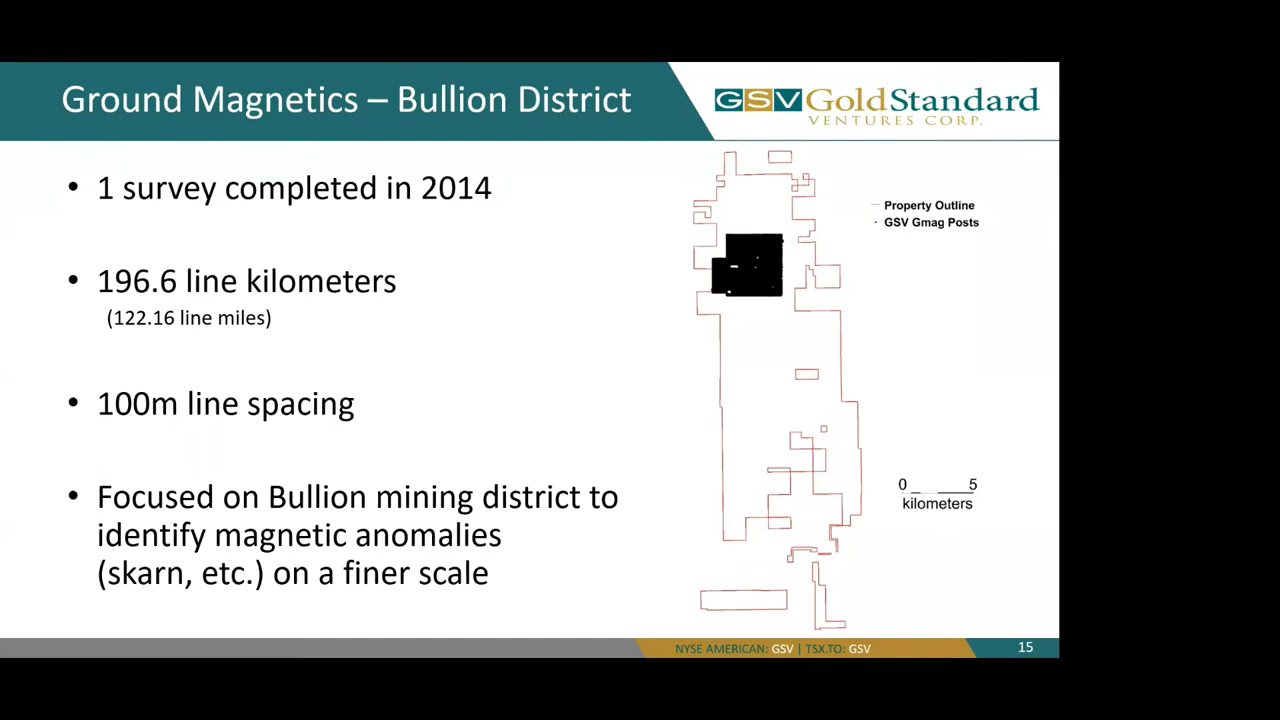 Ground Magnetics – Bullion District
GSV GoldStandard
VENTURES CORP.
• 1 survey completed in 2014
• 196.6 line kilometers
(122.16 line miles)
• 100m line spacing
• Focused on Bullion mining district to
identify magnetic anomalies
(skarn, etc.) on a finer scale
Property Outline
GSV Gmag Posts
0 5
kilometers
NYSE AMERICAN: GSV | TSX.TO: GSV
15